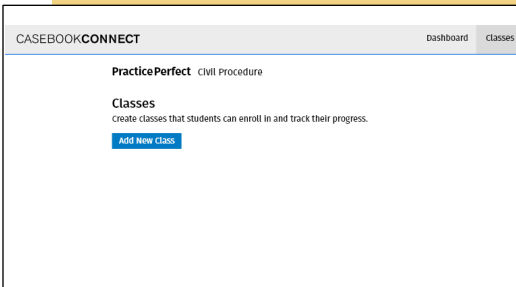 CASEBOOKCONNECT Dashboard Classes
PracticePerfect Civil Procedure
Classes
Create classes that students can enroll in and track their progress.
Add New Class